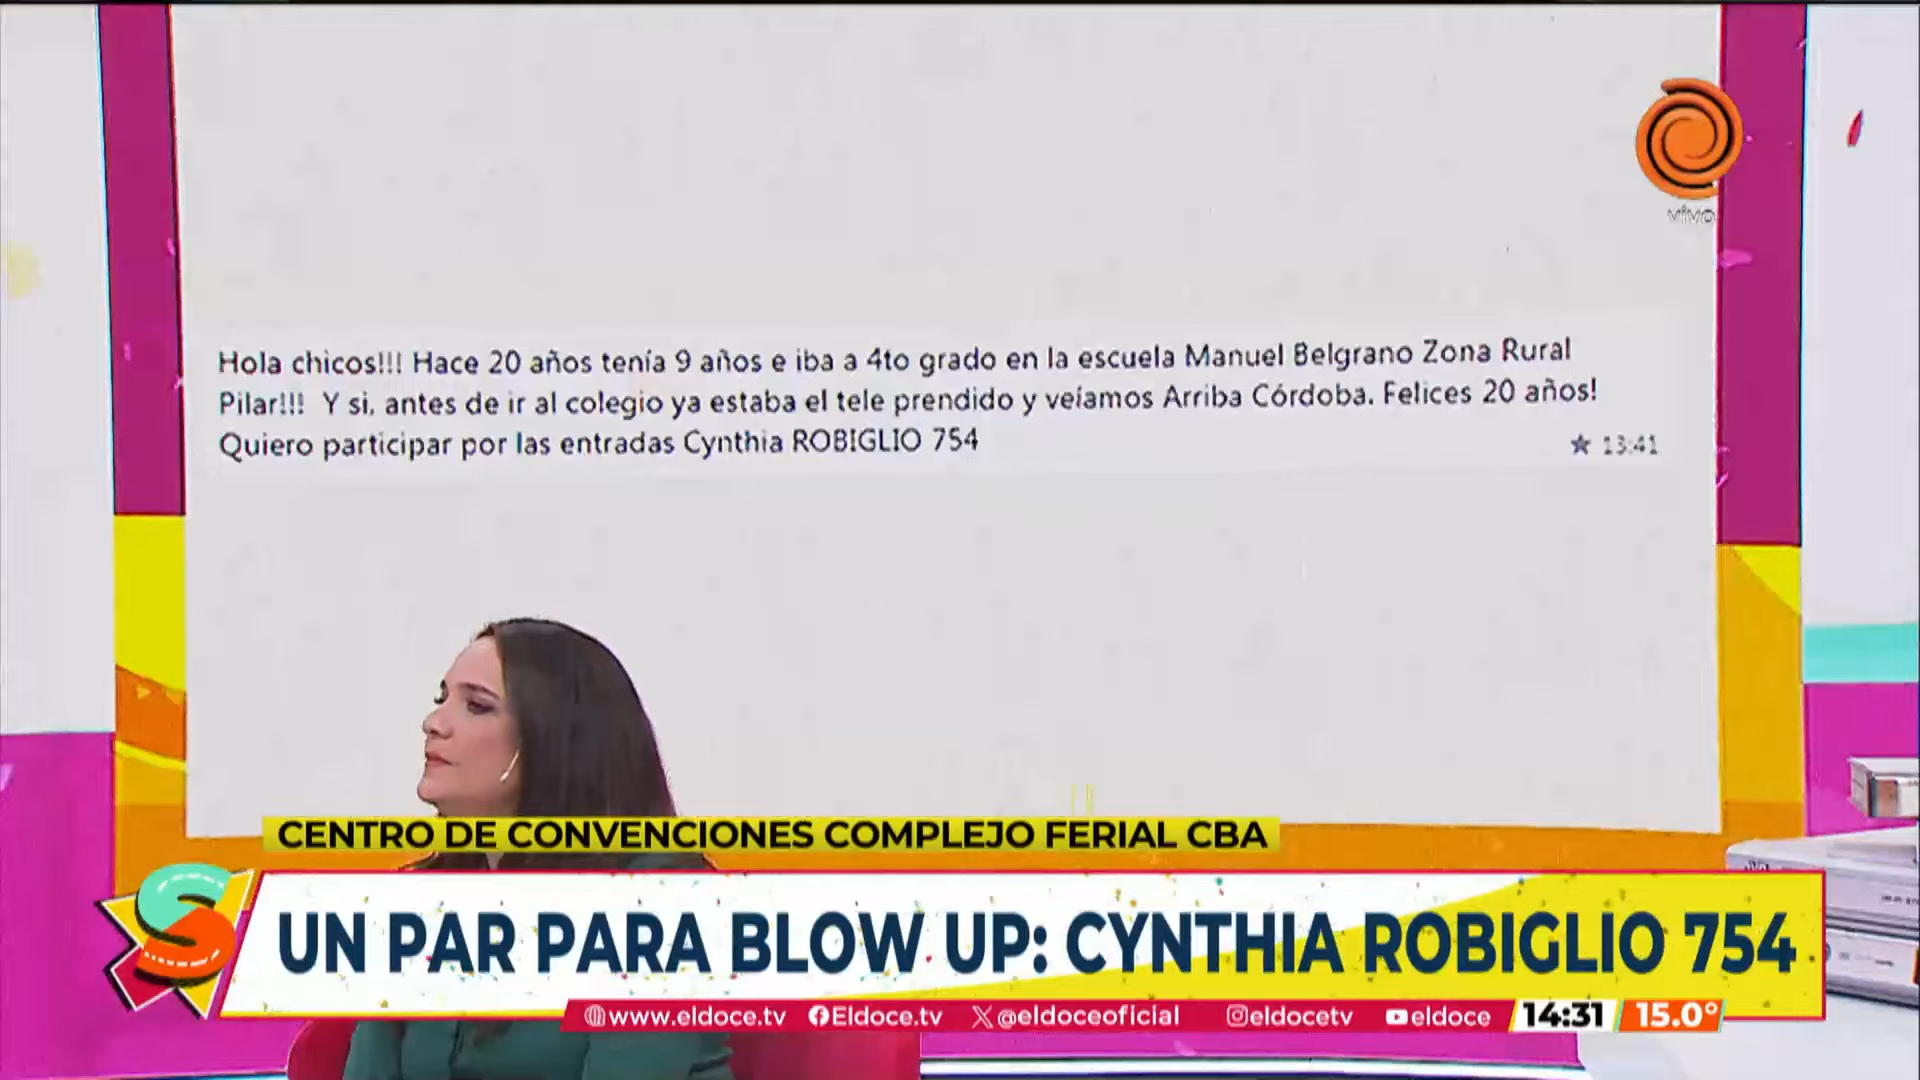 vivo
Hola chicos!!! Hace 20 años tenía 9 años e iba a 4to grado en la escuela Manuel Belgrano Zona Rural
Pilar!!! Y si, antes de ir al colegio ya estaba el tele prendido y veíamos Arriba Córdoba. Felices 20 años!
Quiero participar por las entradas Cynthia ROBIGLIO 754
★ 13:41
CENTRO DE CONVENCIONES COMPLEJO FERIAL CBA
S
UN PAR PARA BLOW UP: CYNTHIA ROBIGLIO 754
www.eldoce.tv Eldoce.tv @eldoceoficial eldocetv eldoce 14:31 15.0°